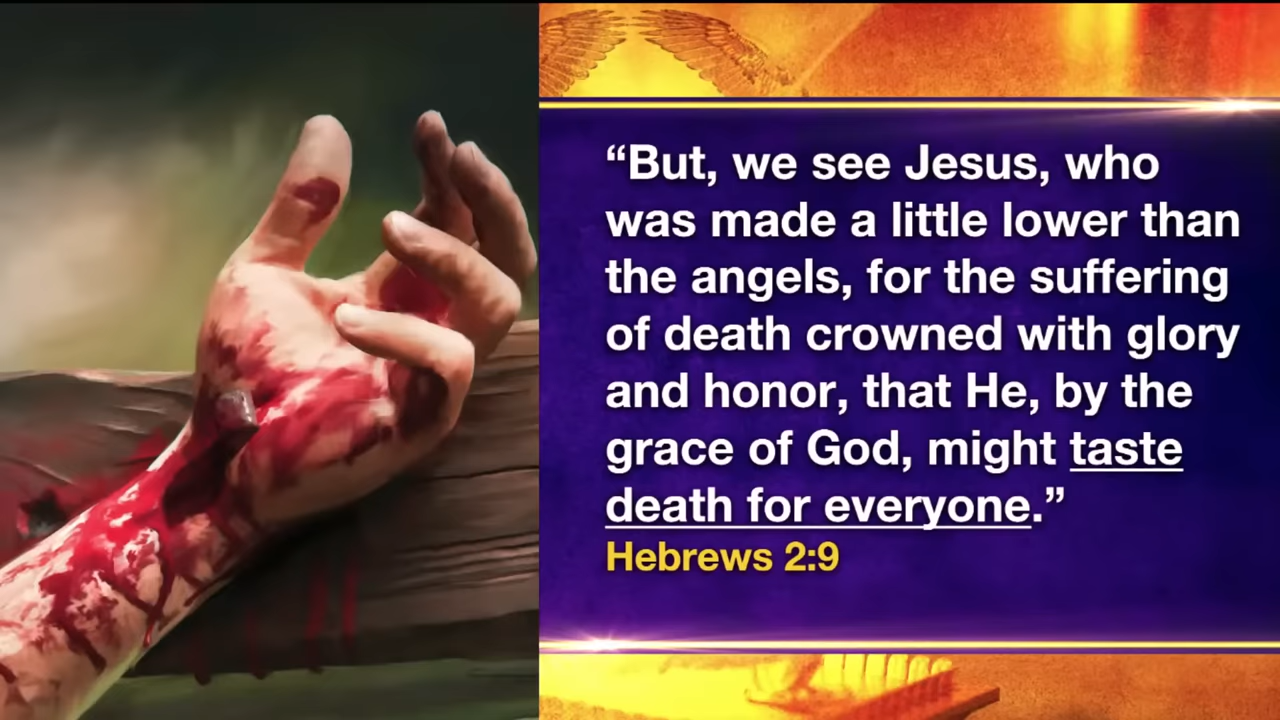 “But, we see Jesus, who
was made a little lower than
the angels, for the suffering
of death crowned with glory
and honor, that He, by the
grace of God, might taste
death for everyone.”
Hebrews 2:9